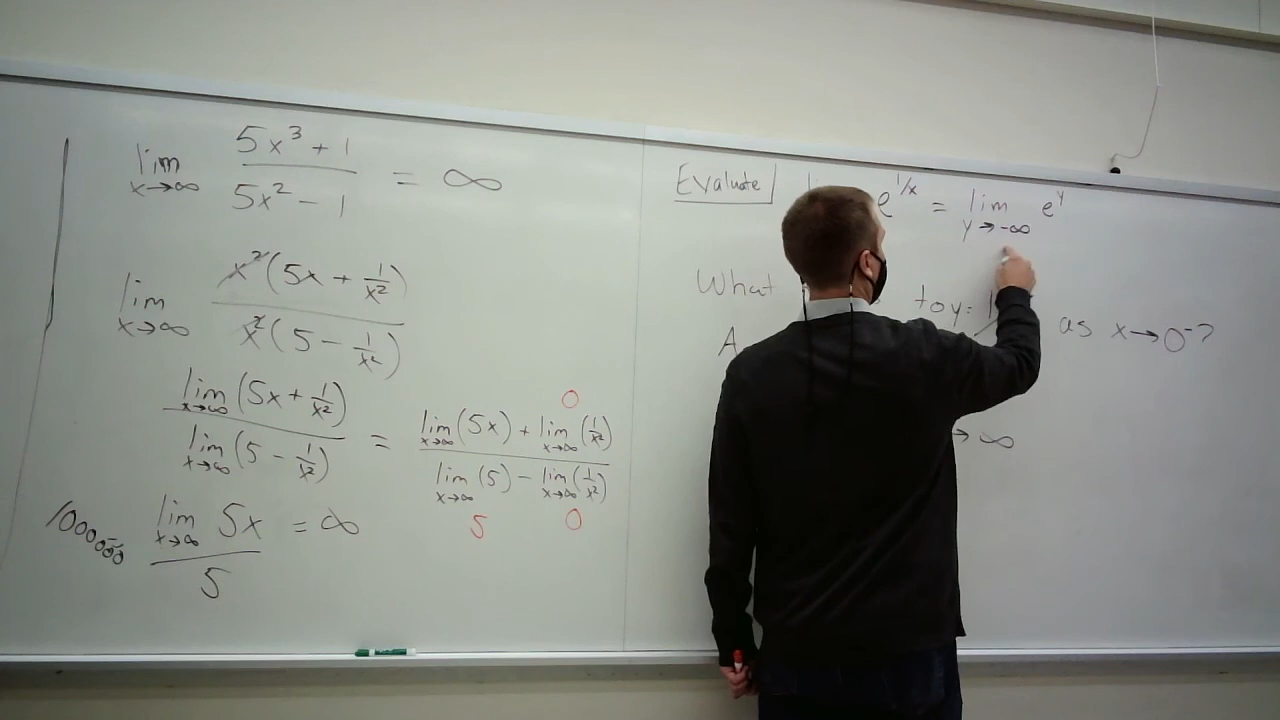 lim x→∞ 5x³ + 1 / 5x² − 1 = ∞
lim x→∞ x²(5x + 1/x²) / x²(5 − 1/x²)
lim x→∞ (5x + 1/x²) / lim x→∞ (5 − 1/x²) = lim x→∞ (5x) + lim x→∞ (1/x²) / lim x→∞ (5) − lim x→∞ (1/x²)
0
5 0
1000000 lim x→∞ 5x / 5 = ∞
Evaluate e^1/x = lim y→-∞ e^y
What to y = as x→0⁻?
A
→ ∞